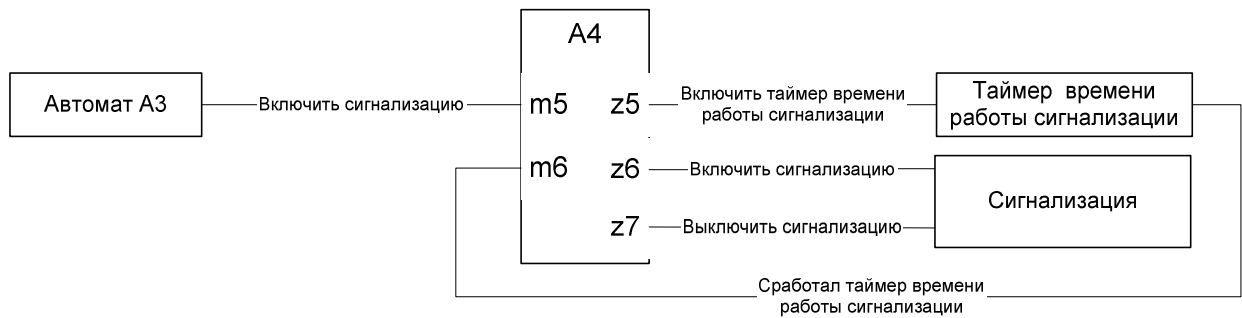 A4
Автомат А3
Включить сигнализацию
m5
z5
Включить таймер времени
работы сигнализации
Таймер времени
работы сигнализации
m6
z6
Включить сигнализацию
Сигнализация
z7
Выключить сигнализацию
Сработал таймер времени
работы сигнализации